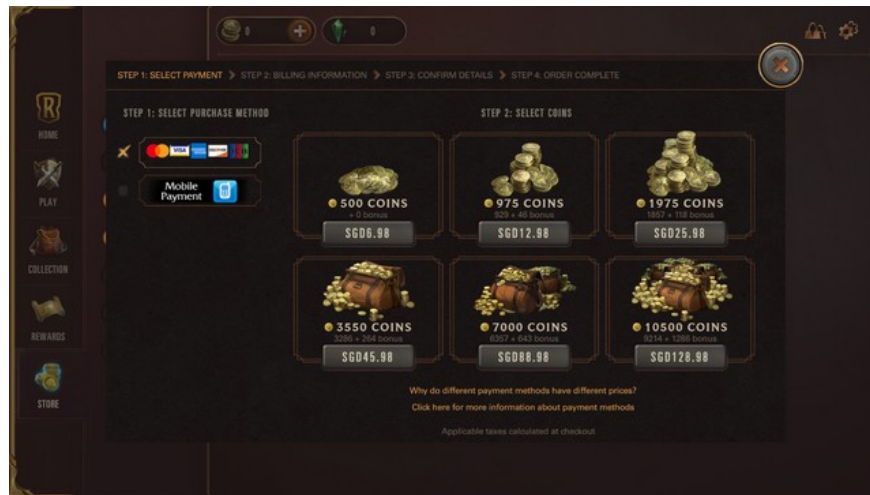 0
0
STEP 1: SELECT PAYMENT
STEP 2: BILLING INFORMATION
STEP 3: CONFIRM DETAILS
STEP 4: ORDER COMPLETE
STEP 1: SELECT PURCHASE METHOD
VISA
Mobile
Payment
STEP 2: SELECT COINS
500 COINS
+ 0 bonus
SGD6.98
975 COINS
929 + 46 bonus
SGD12.98
1975 COINS
1857 + 118 bonus
SGD25.98
3550 COINS
3286 + 264 bonus
SGD45.98
7000 COINS
6357 + 643 bonus
SGD88.98
10500 COINS
9214 + 1286 bonus
SGD128.98
Why do different payment methods have different prices?
Click here for more information about payment methods
Applicable taxes calculated at checkout
R
HOME
PLAY
COLLECTION
REWARDS
STORE